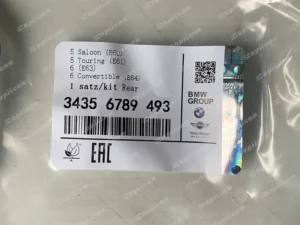 5 Saloon (E60)
5 Touring (E61)
6 (E63)
6 Convertible (E64)
1 satz/kit Rear
3435 6789 493
BMW
GROUP
EAC